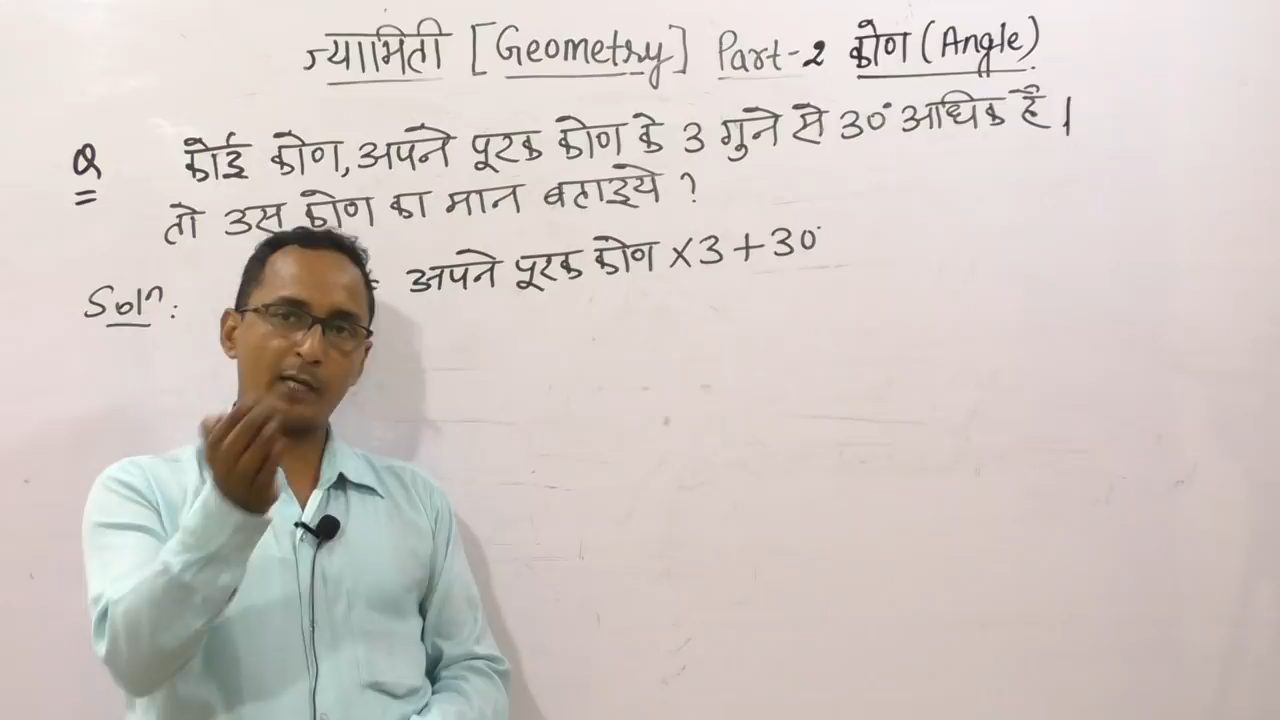 ज्यामिती [Geometry] Part-2 कोण (Angle)
Q कोई कोण, अपने पूरक कोण के 3 गुने से 30° अधिक है।
तो उस कोण का मान बताइये ?
Solⁿ: = अपने पूरक कोण × 3 + 30°